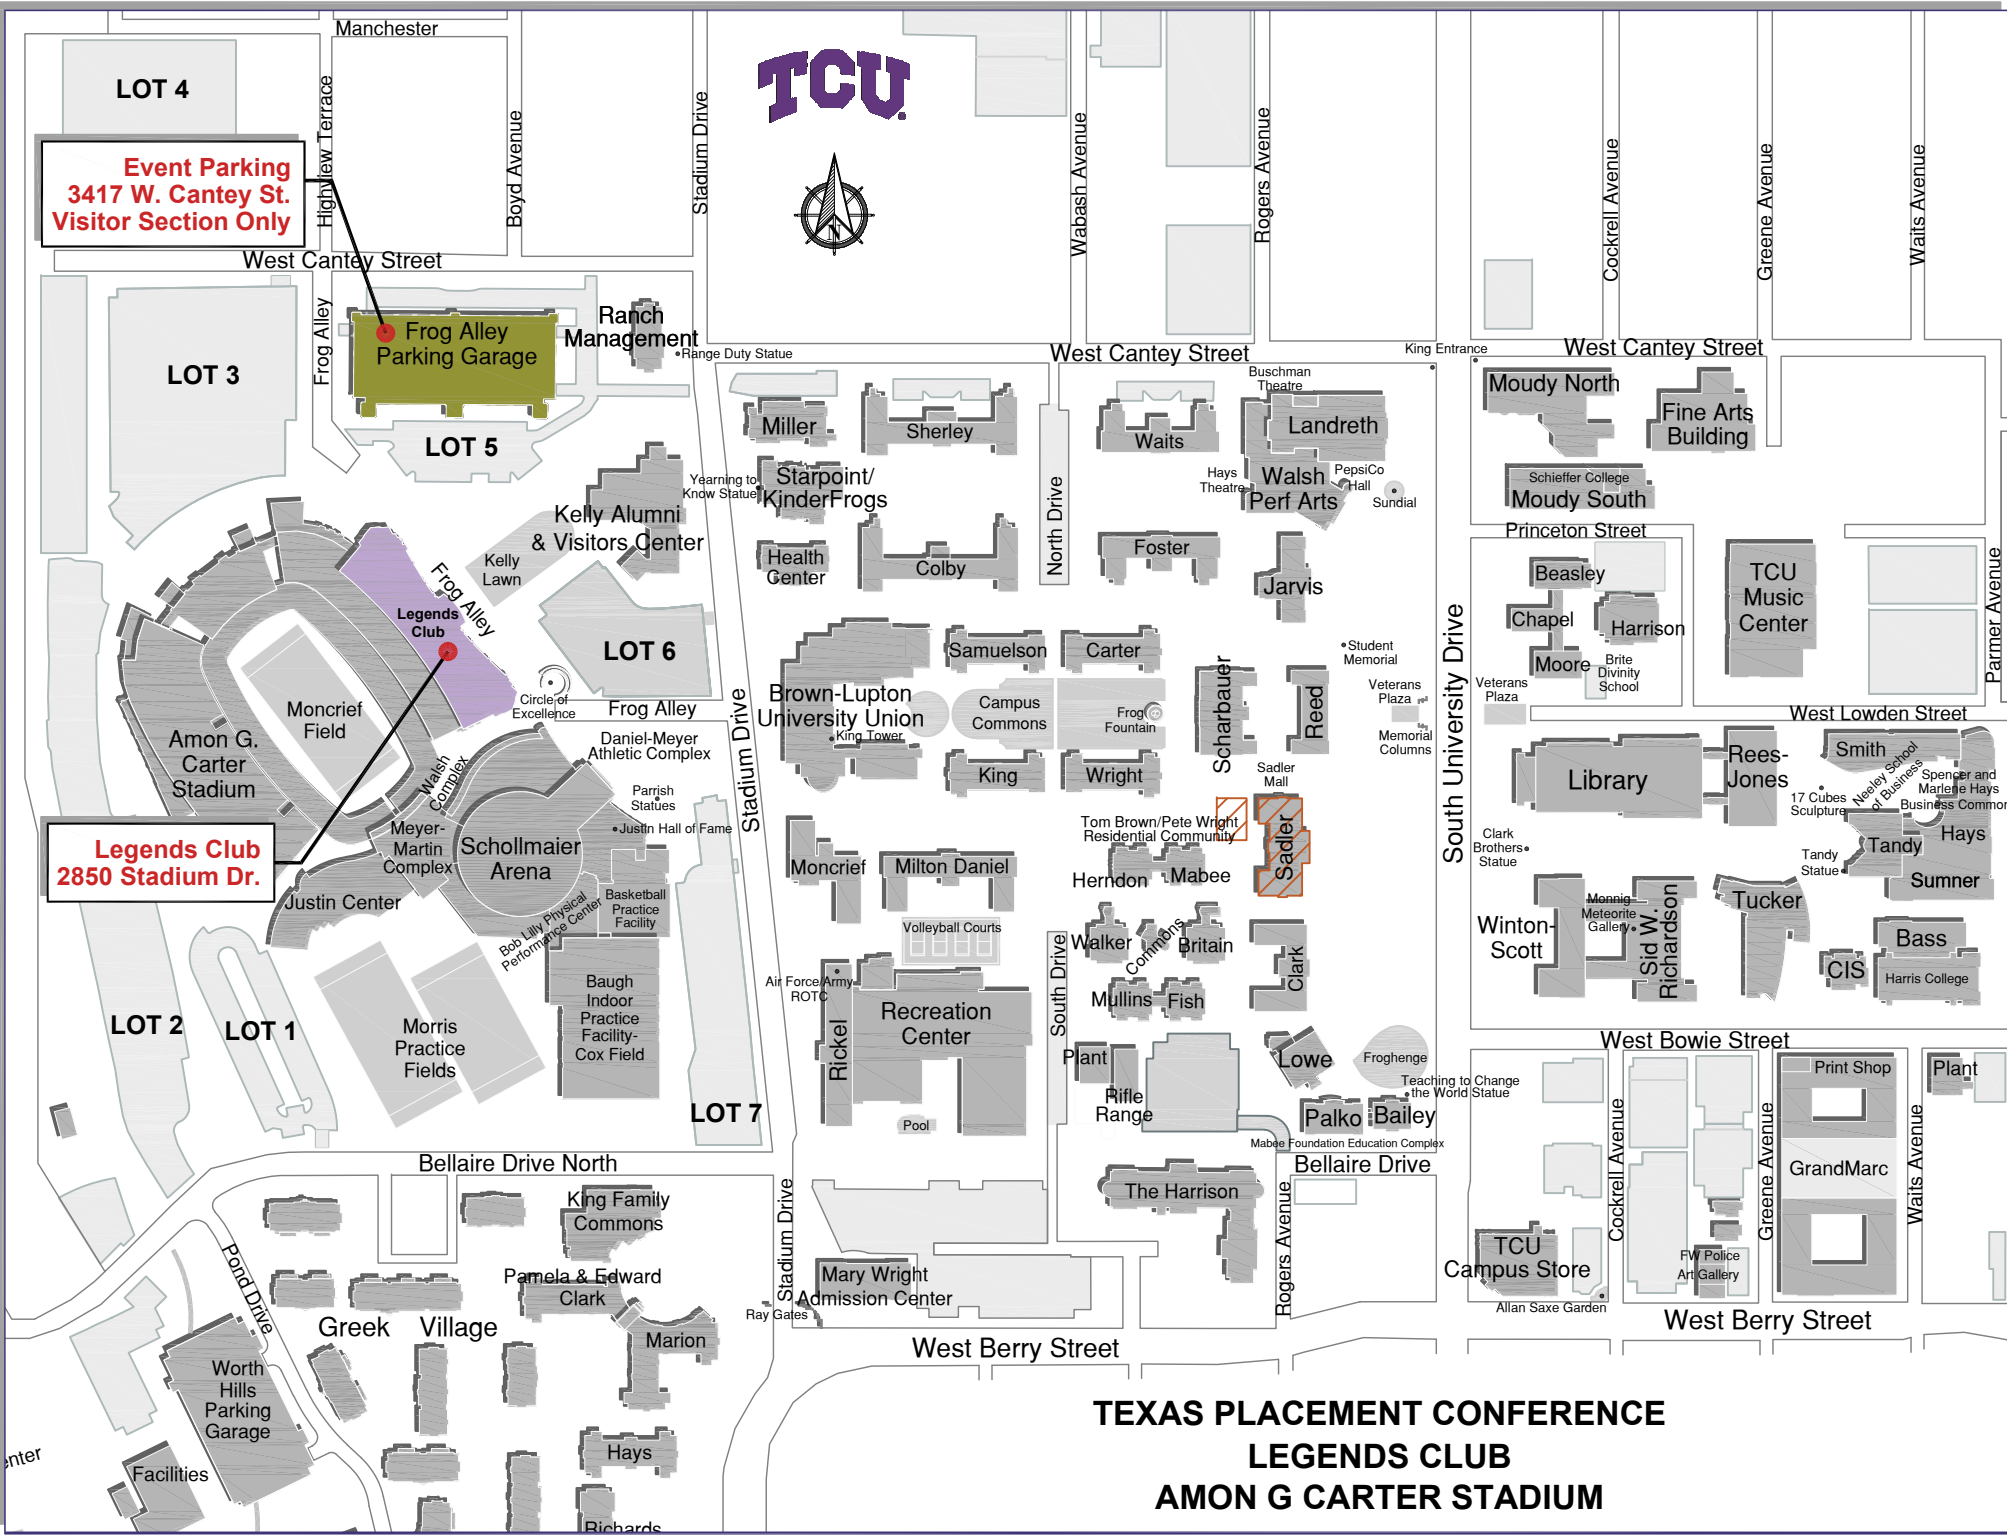 Manchester
LOT 4
TCU
Highview Terrace
Boyd Avenue
Stadium Drive
Wabash Avenue
Rogers Avenue
Cockrell Avenue
Greene Avenue
Waits Avenue
Event Parking
3417 W. Cantey St.
Visitor Section Only
N
West Cantey Street
Frog Alley
LOT 3
Frog Alley
Parking Garage
Ranch
Management
Range Duty Statue
LOT 5
West Cantey Street
King Entrance
West Cantey Street
Miller
Sherley
Waits
Buschman
Theatre
Landreth
Moudy North
Fine Arts
Building
Yearning to
Know Statue
Starpoint/
KinderFrogs
North Drive
Hays
Theatre
Walsh
Perf Arts
PepsiCo
Hall
Sundial
Schieffer College
Moudy South
Princeton Street
Kelly Alumni
& Visitors Center
Kelly
Lawn
Health
Center
Colby
Foster
Jarvis
Beasley
Chapel
Harrison
Moore
Brite
Divinity
School
TCU
Music
Center
Parmer Avenue
Frog Alley
Legends
Club
LOT 6
Samuelson
Carter
Student
Memorial
South University Drive
Veterans
Plaza
Veterans
Plaza
Moncrief
Field
Circle of
Excellence
Frog Alley
Stadium Drive
Brown-Lupton
University Union
King Tower
Campus
Commons
Frog
Fountain
Scharbauer
Reed
Memorial
Columns
West Lowden Street
Amon G.
Carter
Stadium
Walsh
Complex
Daniel-Meyer
Athletic Complex
Parrish
Statues
Justin Hall of Fame
King
Wright
Sadler
Mall
Library
Rees-
Jones
Smith
Neeley School
of Business
Spencer and
Marlene Hays
Business Common
17 Cubes
Sculpture
Hays
Tandy
Tandy
Statue
Sumner
Legends Club
2850 Stadium Dr.
Meyer-
Martin
Complex
Schollmaier
Arena
Tom Brown/Pete Wright
Residential Community
Sadler
Clark
Brothers
Statue
Moncrief
Milton Daniel
Herndon
Mabee
Justin Center
Bob Lilly Physical
Performance Center
Basketball
Practice
Facility
Volleyball Courts
Walker
Commons
Britain
Clark
Winton-
Scott
Monnig
Meteorite
Gallery
Sid W.
Richardson
Tucker
Bass
CIS
Harris College
LOT 2
LOT 1
Morris
Practice
Fields
Baugh
Indoor
Practice
Facility-
Cox Field
Air Force/Army
ROTC
Rickel
Recreation
Center
South Drive
Mullins
Fish
West Bowie Street
Plant
Rifle
Range
Lowe
Froghenge
Teaching to Change
the World Statue
Palko
Bailey
LOT 7
Pool
Mabee Foundation Education Complex
Print Shop
Plant
Bellaire Drive North
Bellaire Drive
Cockrell Avenue
Greene Avenue
GrandMarc
Waits Avenue
King Family
Commons
Stadium Drive
The Harrison
Rogers Avenue
Pond Drive
Pamela & Edward
Clark
Mary Wright
Admission Center
Ray Gates
TCU
Campus Store
FW Police
Art Gallery
Allan Saxe Garden
Greek Village
Marion
West Berry Street
West Berry Street
Worth
Hills
Parking
Garage
Facilities
enter
Hays
Richards
TEXAS PLACEMENT CONFERENCE
LEGENDS CLUB
AMON G CARTER STADIUM